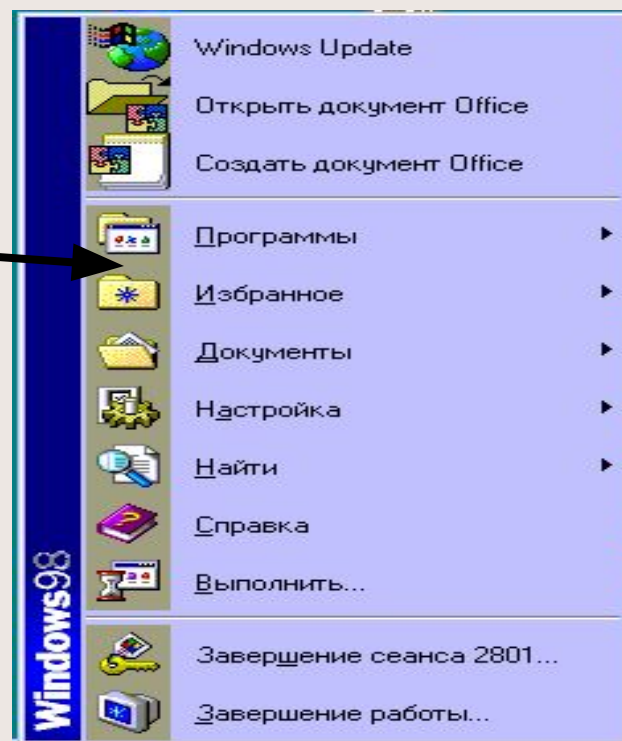 Windows Update
Открыть документ Office
Создать документ Office
Программы
Избранное
Документы
Настройка
Найти
Справка
Выполнить...
Завершение сеанса 2801...
Завершение работы...
Windows98